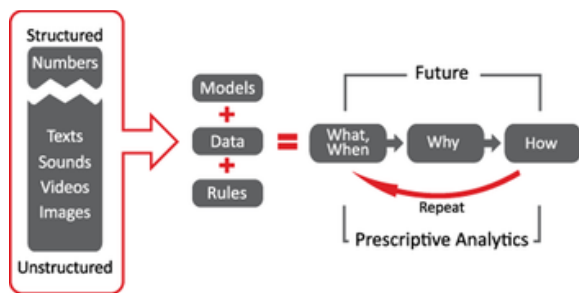 Structured
Numbers
Texts
Sounds
Videos
Images
Unstructured
Models
+
Data
+
Rules
=
Future
What,
When
Why
How
Repeat
Prescriptive Analytics